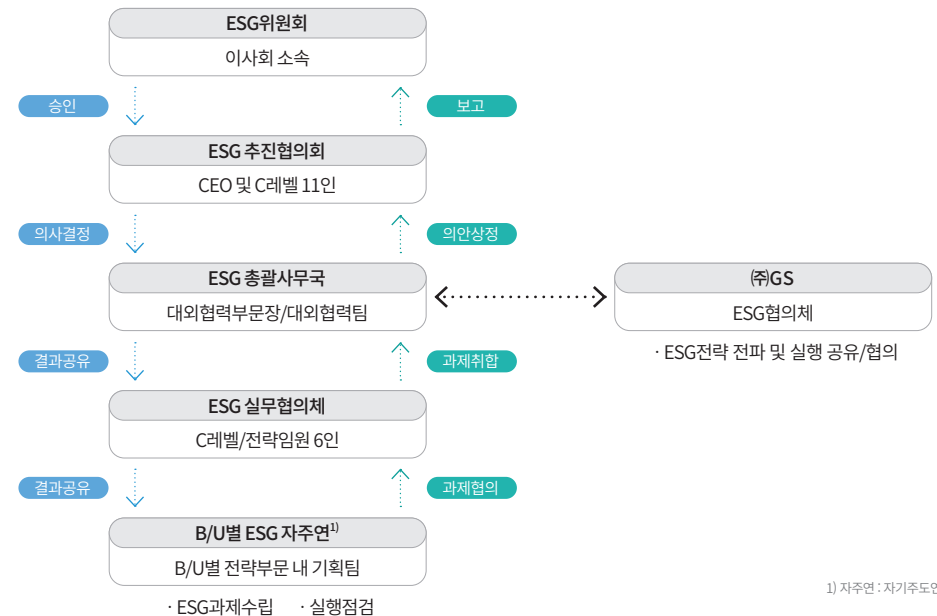 ESG위원회
이사회 소속
승인
보고
ESG 추진협의회
CEO 및 C레벨 11인
의사결정
의안상정
ESG 총괄사무국
대외협력부문장/대외협력팀
㈜GS
ESG협의체
· ESG전략 전파 및 실행 공유/협의
결과공유
과제취합
ESG 실무협의체
C레벨/전략임원 6인
결과공유
과제협의
B/U별 ESG 자주연1)
B/U별 전략부문 내 기획팀
· ESG과제수립 · 실행점검
1) 자주연 : 자기주도연